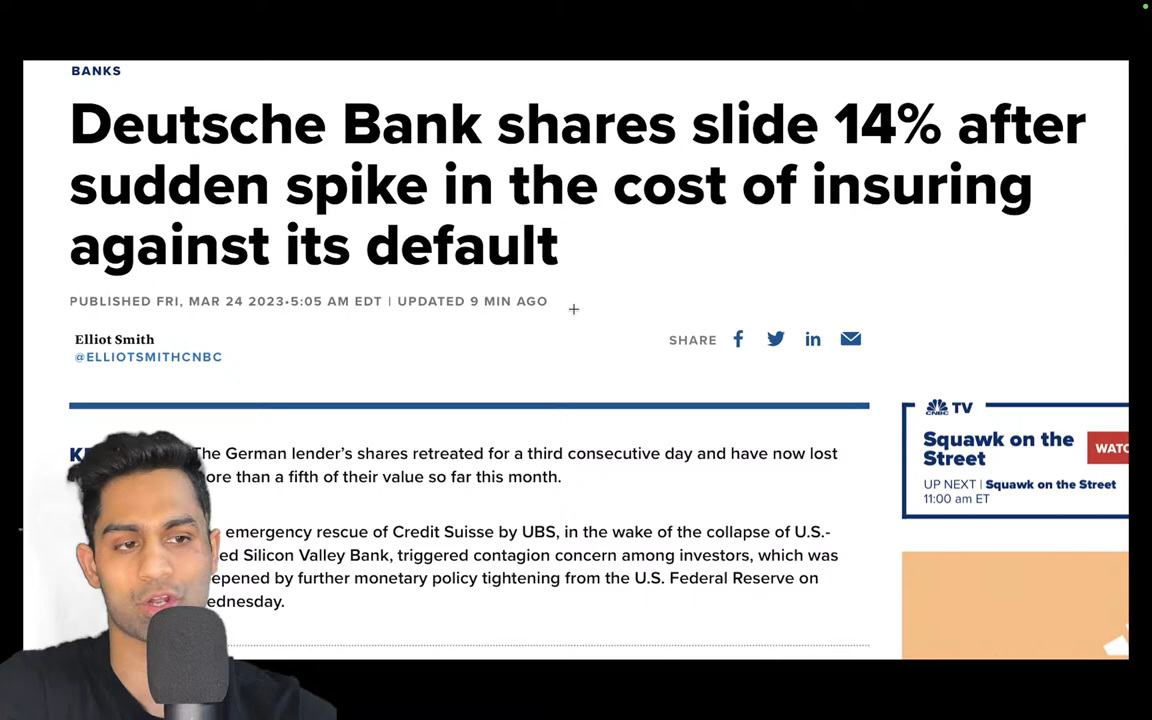 BANKS
Deutsche Bank shares slide 14% after
sudden spike in the cost of insuring
against its default
PUBLISHED FRI, MAR 24 2023•5:05 AM EDT | UPDATED 9 MIN AGO
Elliot Smith
@ELLIOTSMITHCNBC
SHARE
CNBC TV
Squawk on the
Street
WATC
UP NEXT | Squawk on the Street
11:00 am ET
The German lender's shares retreated for a third consecutive day and have now lost
ore than a fifth of their value so far this month.
emergency rescue of Credit Suisse by UBS, in the wake of the collapse of U.S.-
ed Silicon Valley Bank, triggered contagion concern among investors, which was
epened by further monetary policy tightening from the U.S. Federal Reserve on
ednesday.